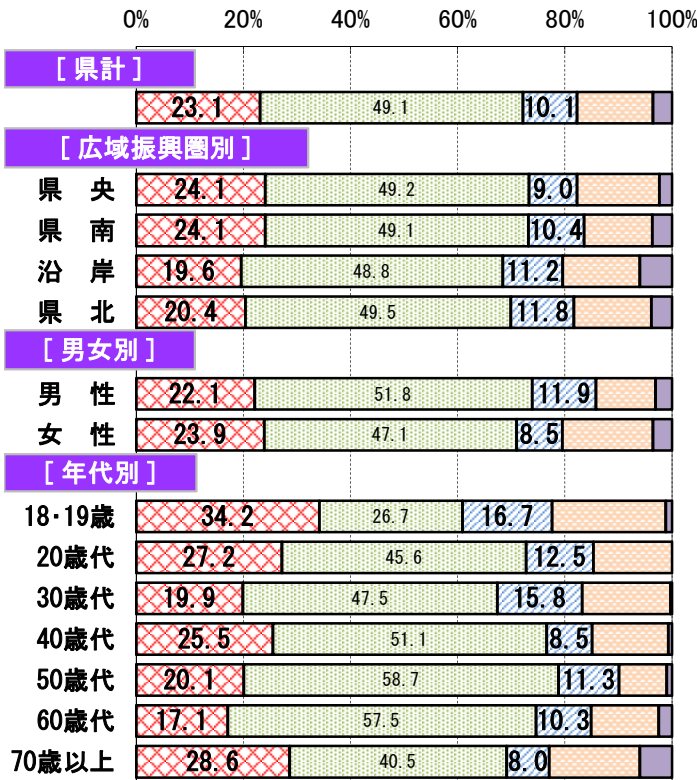 0% 20% 40% 60% 80% 100%
[ 県計 ]
23.1 49.1 10.1
[ 広域振興圏別 ]
県 央 24.1 49.2 9.0
県 南 24.1 49.1 10.4
沿 岸 19.6 48.8 11.2
県 北 20.4 49.5 11.8
[ 男女別 ]
男 性 22.1 51.8 11.9
女 性 23.9 47.1 8.5
[ 年代別 ]
18・19歳 34.2 26.7 16.7
20歳代 27.2 45.6 12.5
30歳代 19.9 47.5 15.8
40歳代 25.5 51.1 8.5
50歳代 20.1 58.7 11.3
60歳代 17.1 57.5 10.3
70歳以上 28.6 40.5 8.0